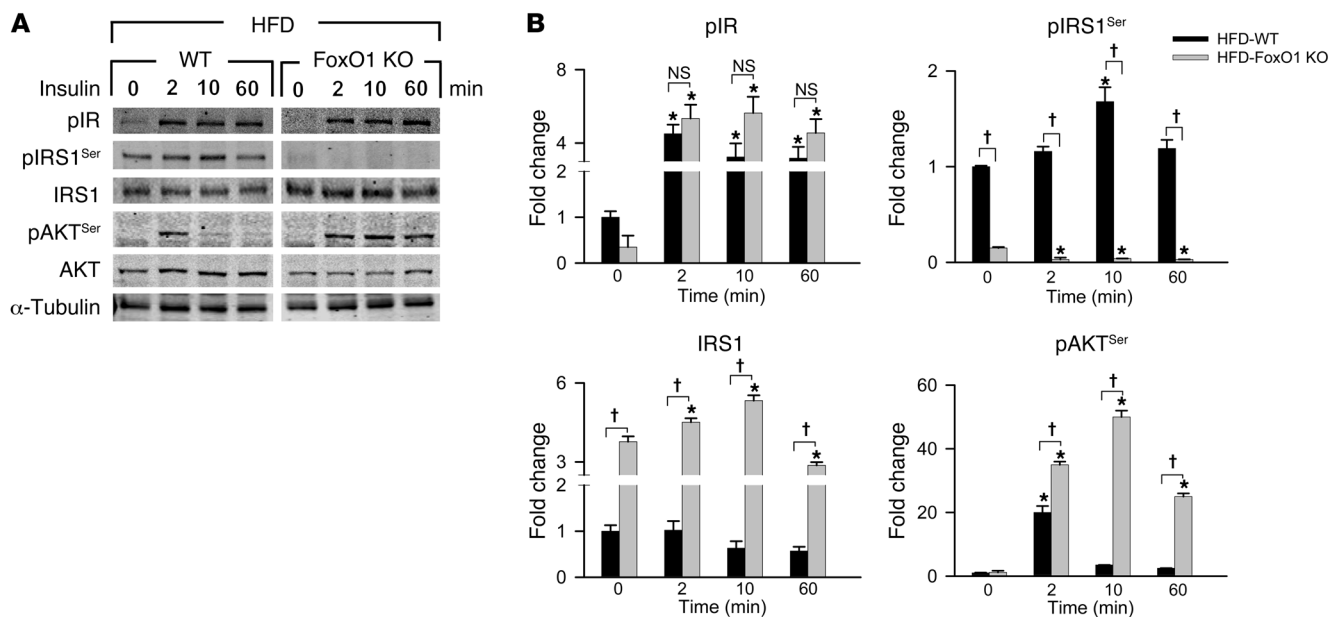 A
HFD
WT FoxO1 KO
Insulin 0 2 10 60 0 2 10 60 min
pIR
pIRS1Ser
IRS1
pAKTSer
AKT
α-Tubulin
B
pIR
Fold change
8
6
4
2
1
0
NS NS NS
* * * * * *
0 2 10 60
Time (min)
pIRS1Ser
Fold change
2
1
0
† † † †
* * * *
0 2 10 60
Time (min)
HFD-WT
HFD-FoxO1 KO
IRS1
Fold change
6
3
2
1
0
† † † †
* * *
0 2 10 60
Time (min)
pAKTSer
Fold change
60
40
20
0
† † †
* * * *
0 2 10 60
Time (min)